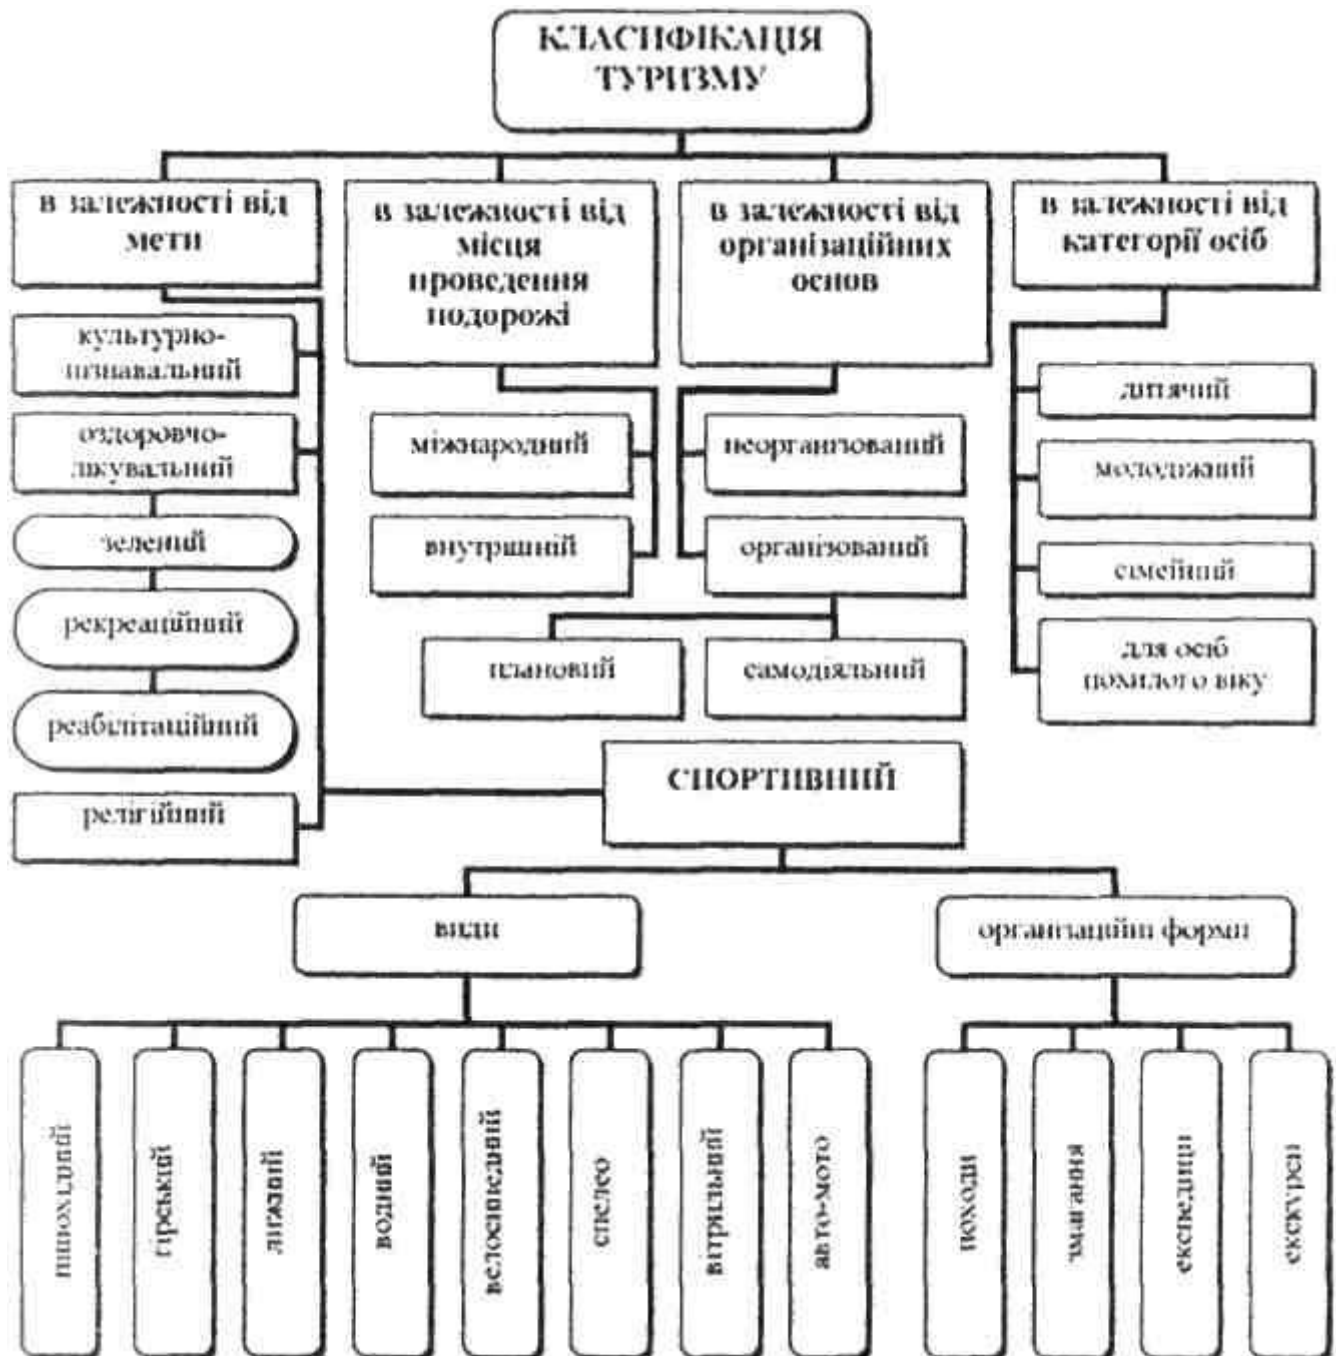 КЛАСИФІКАЦІЯ
ТУРИЗМУ
в залежності від
мети
в залежності від
місця
проведення
подорожі
в залежності від
організаційних
основ
в залежності від
категорії осіб
культурно-
пізнавальний
оздоровчо-
лікувальний
зелений
рекреаційний
реабілітаційний
релігійний
міжнародний
внутрішній
неорганізований
організований
плановий
самодіяльний
дитячий
молодіжний
сімейний
для осіб
похилого віку
СПОРТИВНИЙ
види
організаційні форми
пішохідний
гірський
лижний
водний
велосипедний
спелео
вітрильний
авто-мото
походи
змагання
експедиції
екскурсії